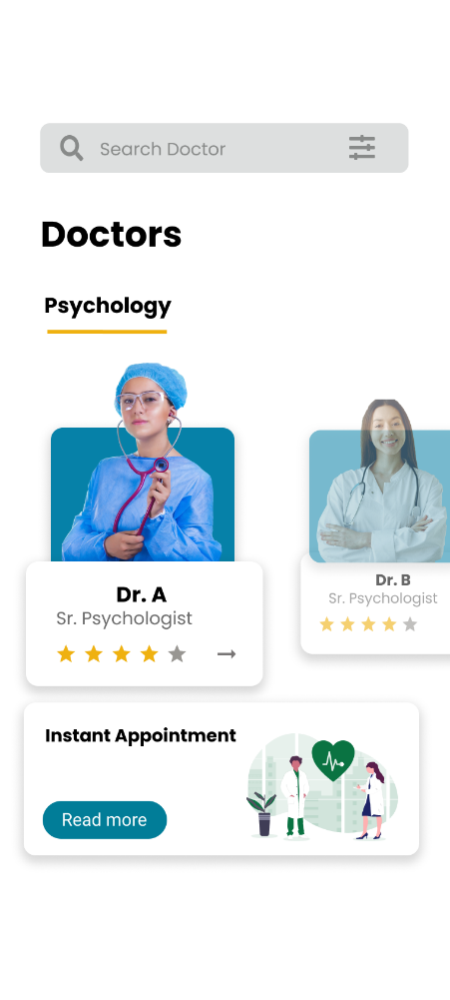 Search Doctor
Doctors
Psychology
Dr. A
Sr. Psychologist
Dr. B
Sr. Psychologist
Instant Appointment
Read more